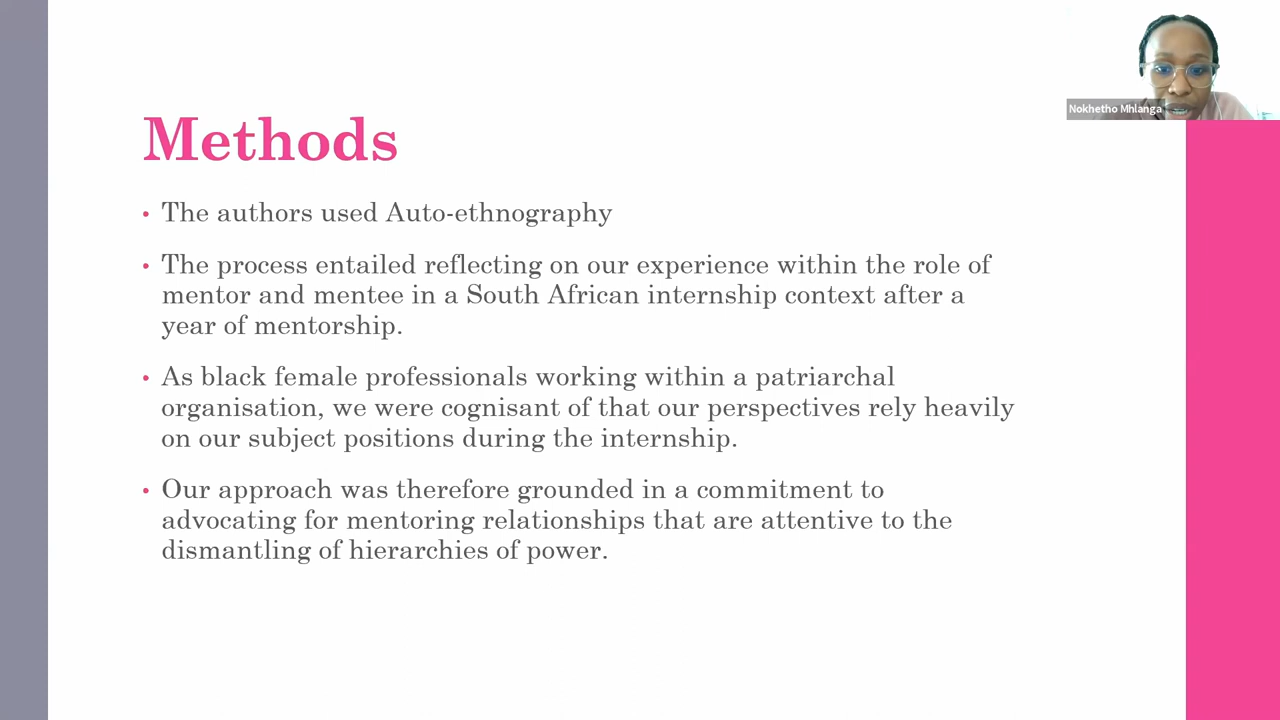 Nokhetho Mhlanga
Methods
• The authors used Auto-ethnography
• The process entailed reflecting on our experience within the role of
mentor and mentee in a South African internship context after a
year of mentorship.
• As black female professionals working within a patriarchal
organisation, we were cognisant of that our perspectives rely heavily
on our subject positions during the internship.
• Our approach was therefore grounded in a commitment to
advocating for mentoring relationships that are attentive to the
dismantling of hierarchies of power.